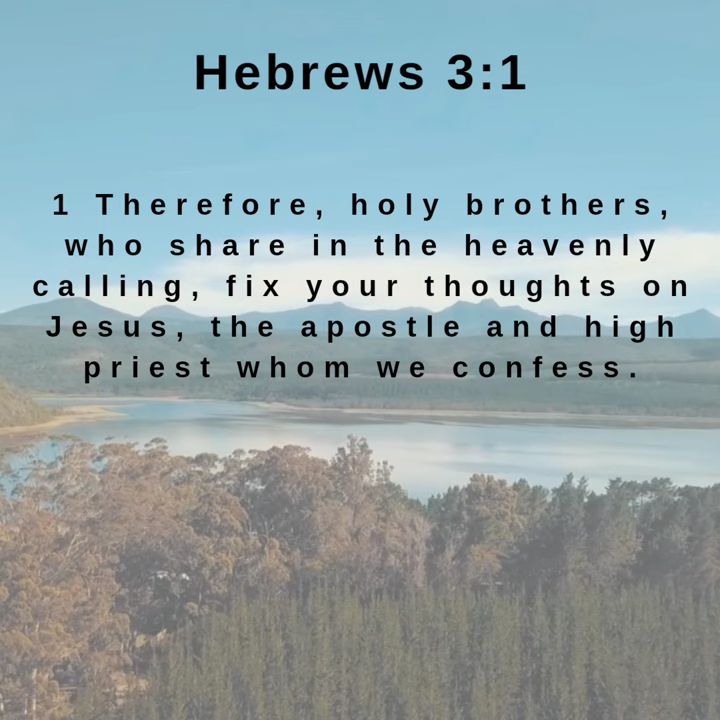 Hebrews 3:1
1 Therefore, holy brothers,
who share in the heavenly
calling, fix your thoughts on
Jesus, the apostle and high
priest whom we confess.